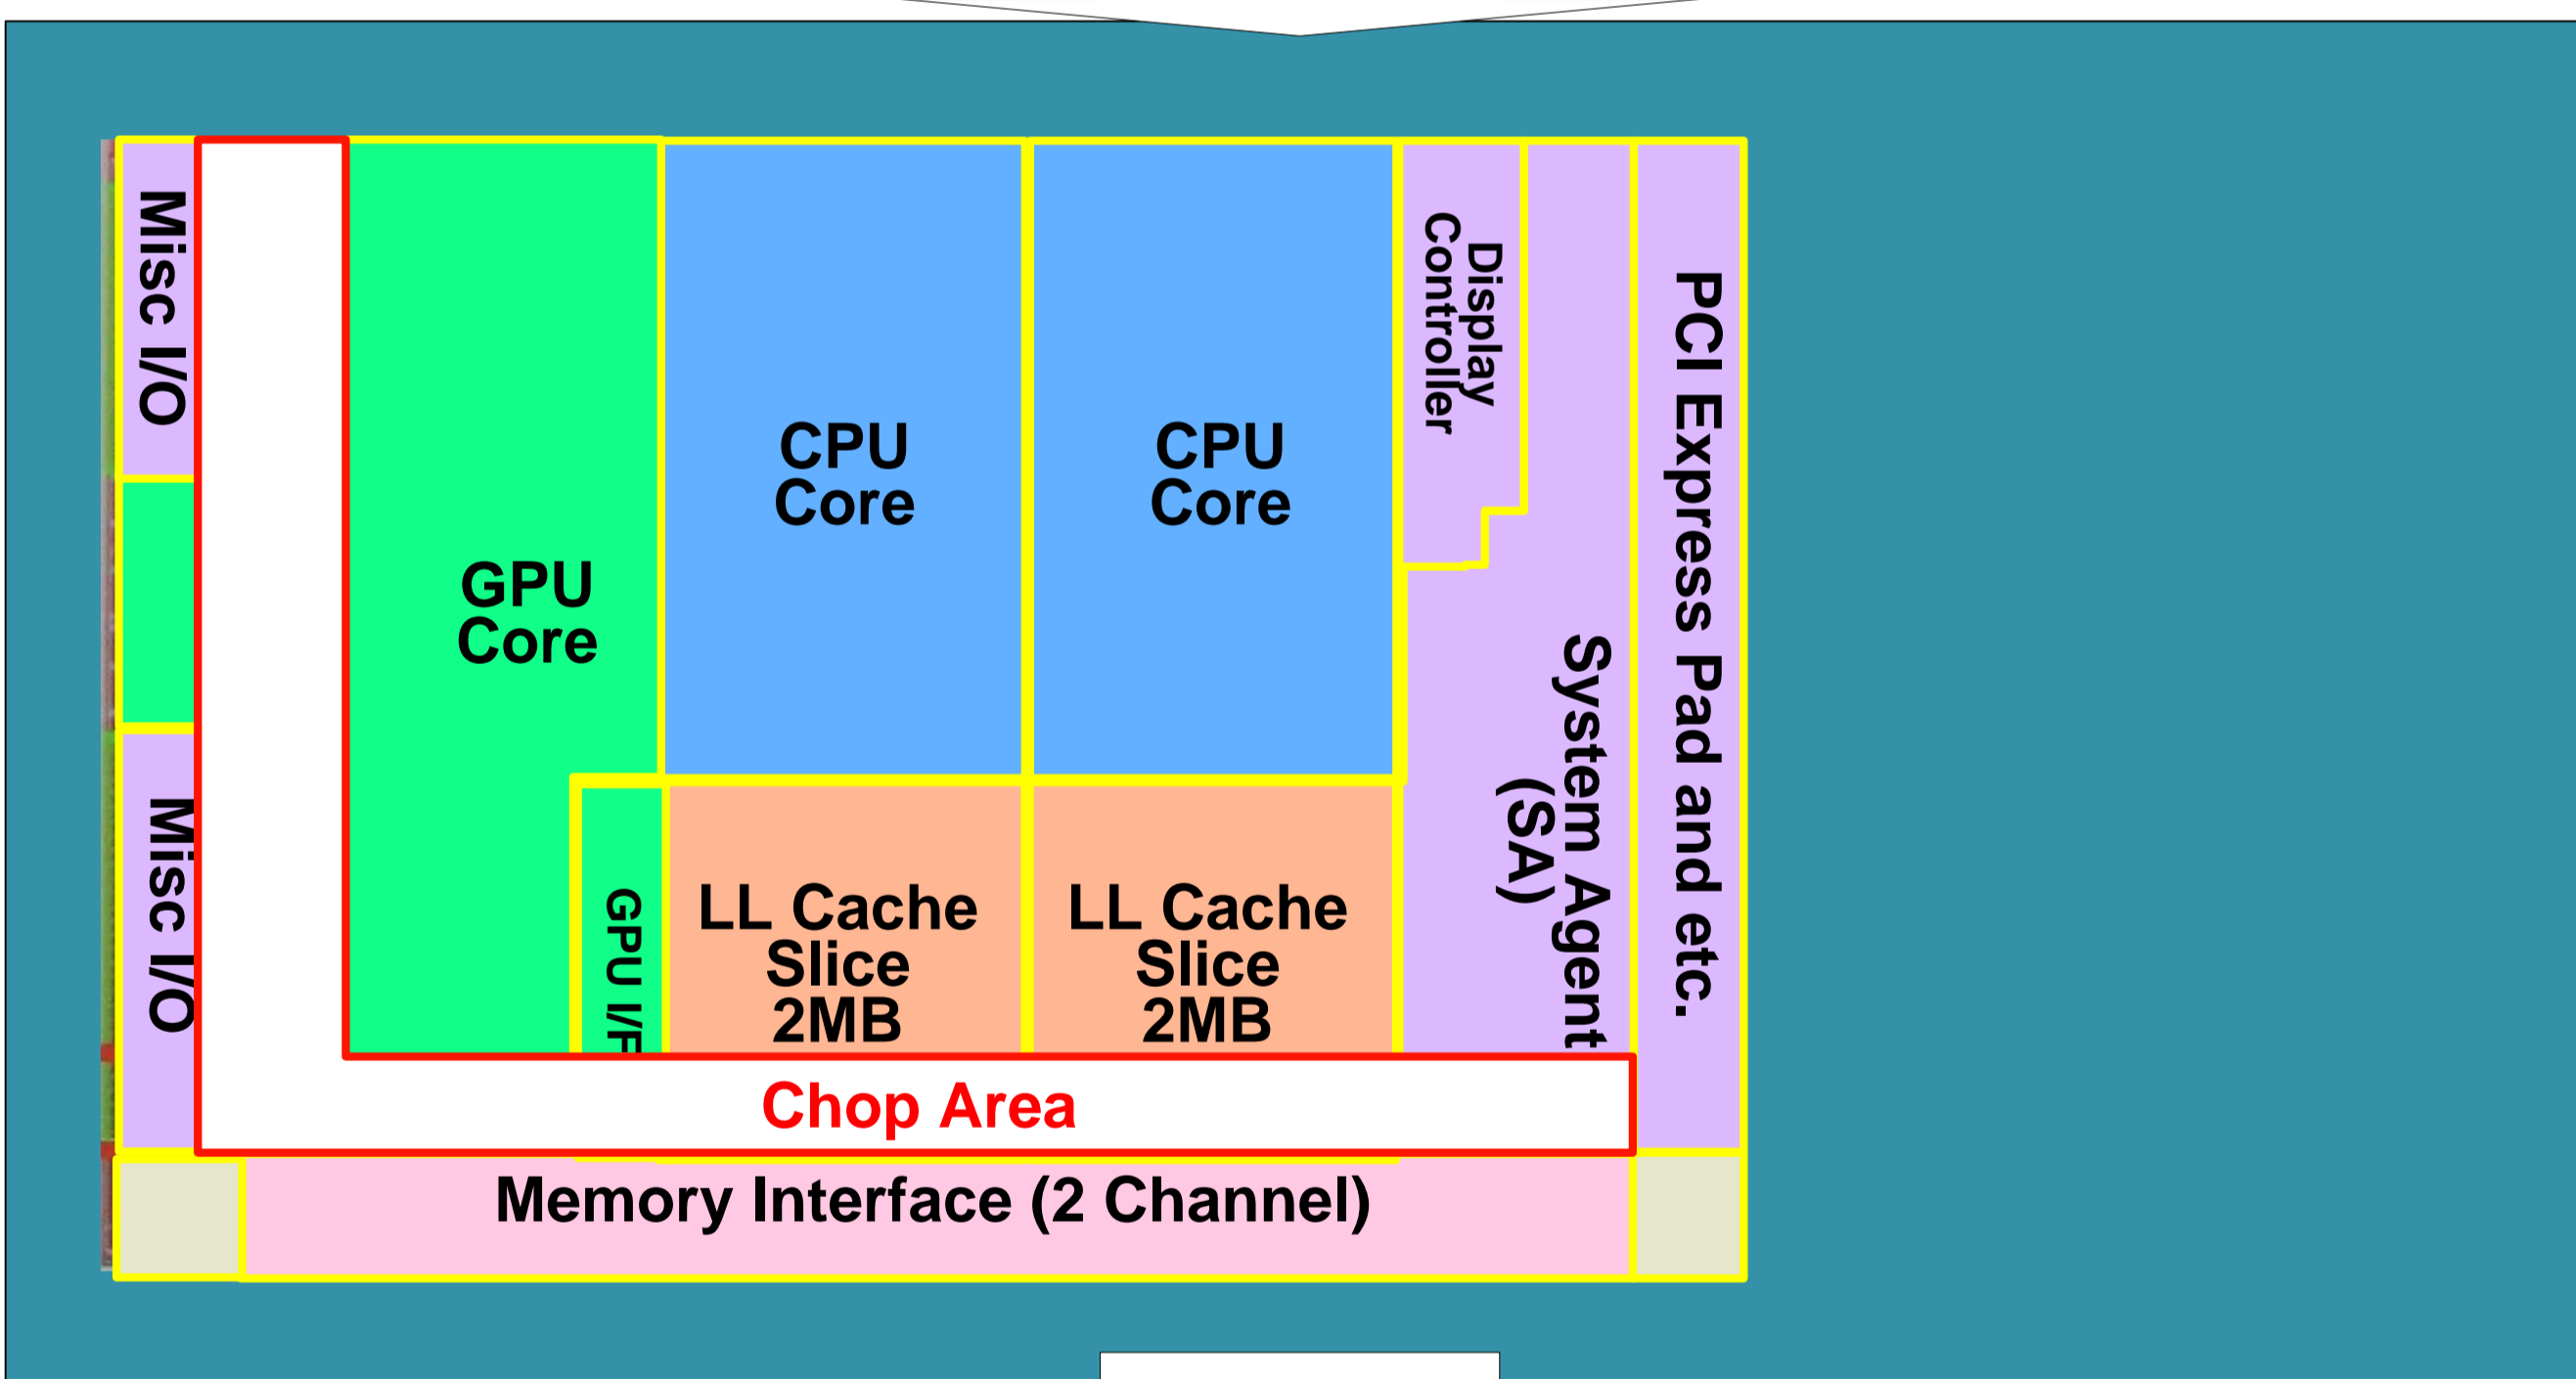 Misc I/O
Misc I/O
GPU
Core
CPU
Core
CPU
Core
Display
Controller
System Agent
(SA)
PCI Express Pad and etc.
GPU I/F
LL Cache
Slice
2MB
LL Cache
Slice
2MB
Chop Area
Memory Interface (2 Channel)